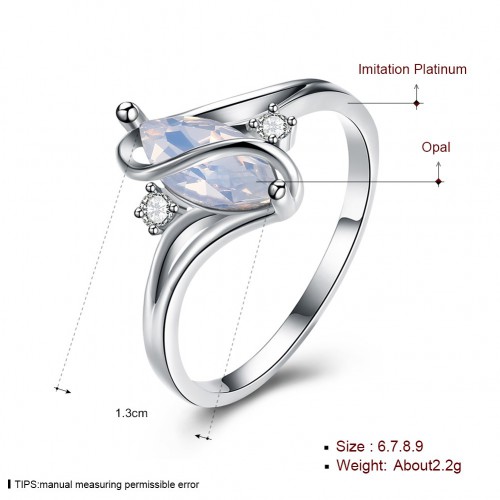 Imitation Platinum
Opal
1.3cm
Size : 6.7.8.9
Weight: About2.2g
TIPS:manual measuring permissible error